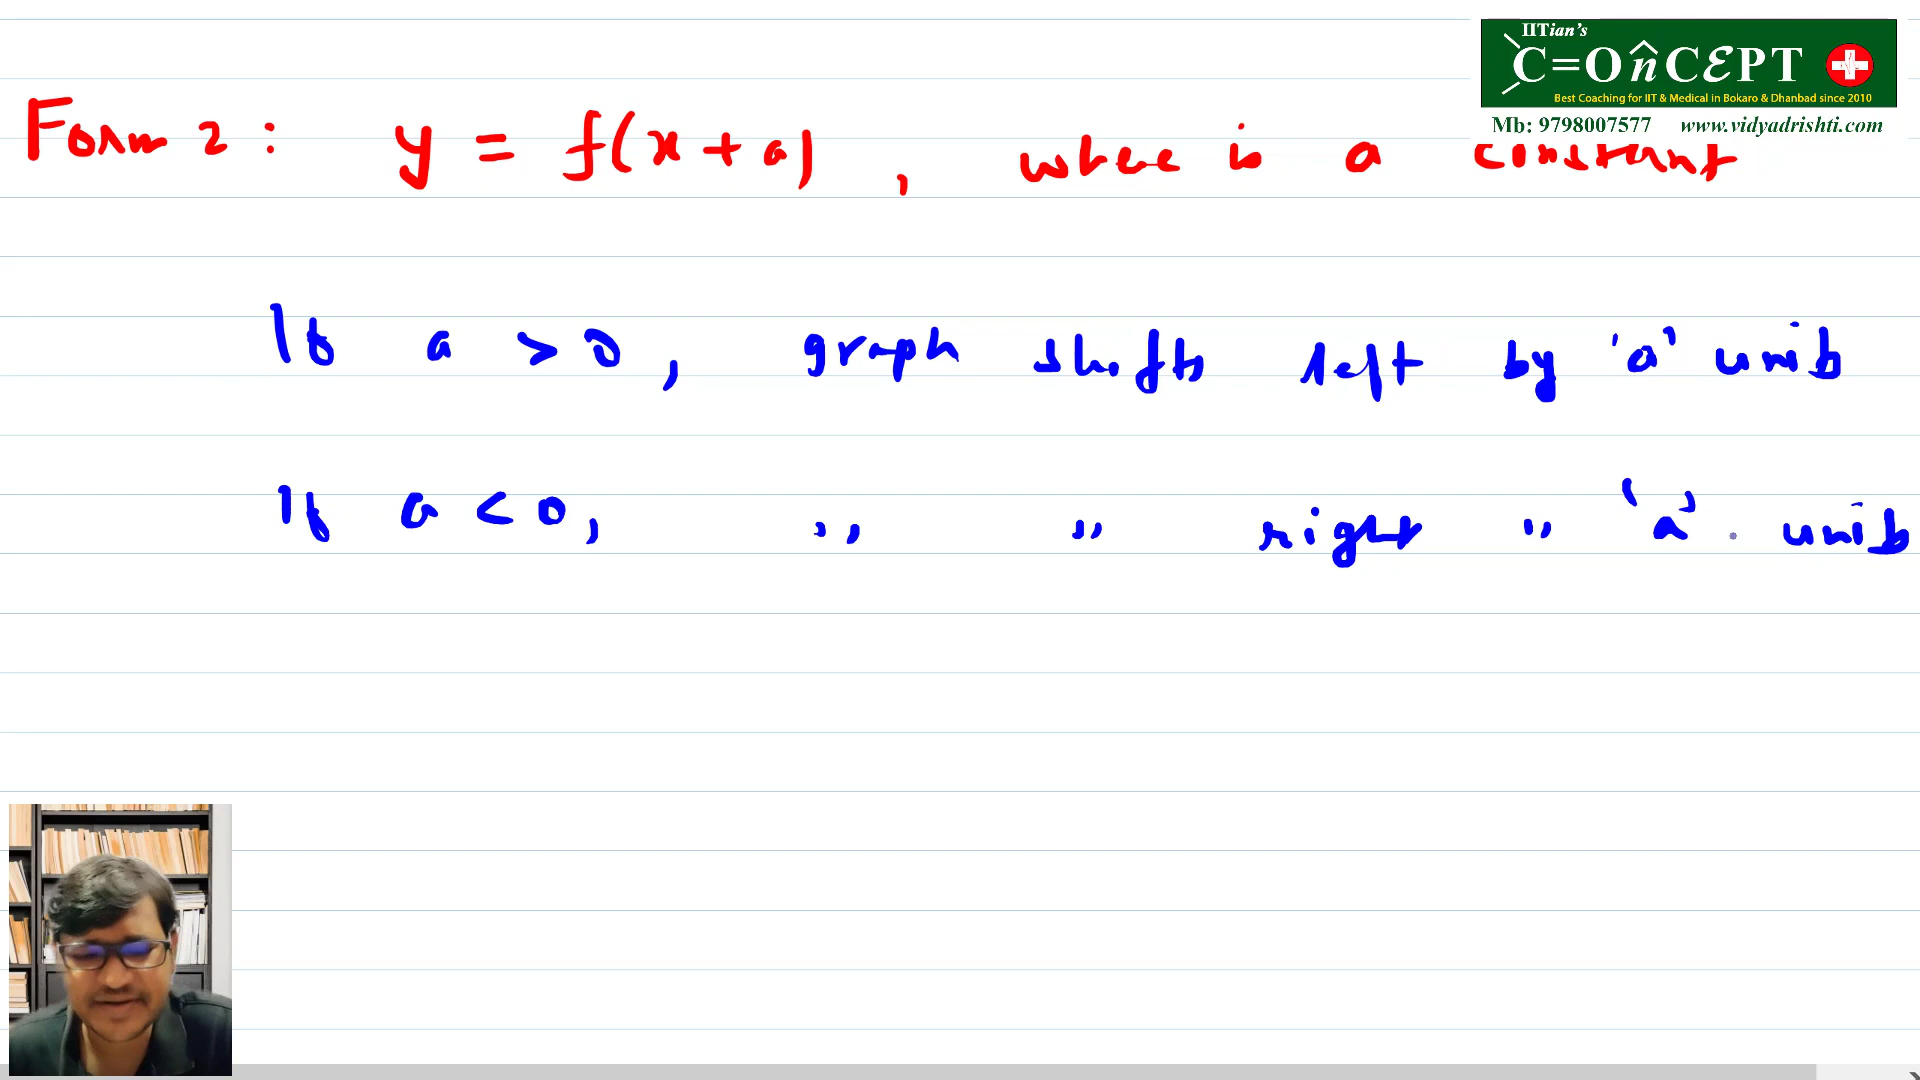 IITian's
C=OnCEPT
Best Coaching for IIT & Medical in Bokaro & Dhanbad since 2010
Mb: 9798007577 www.vidyadrishti.com
Form 2 : y = f(x + a) , where is a constant
If a > 0 , graph shifts left by 'a' units
If a < 0 , ,, ,, right ,, 'a' units